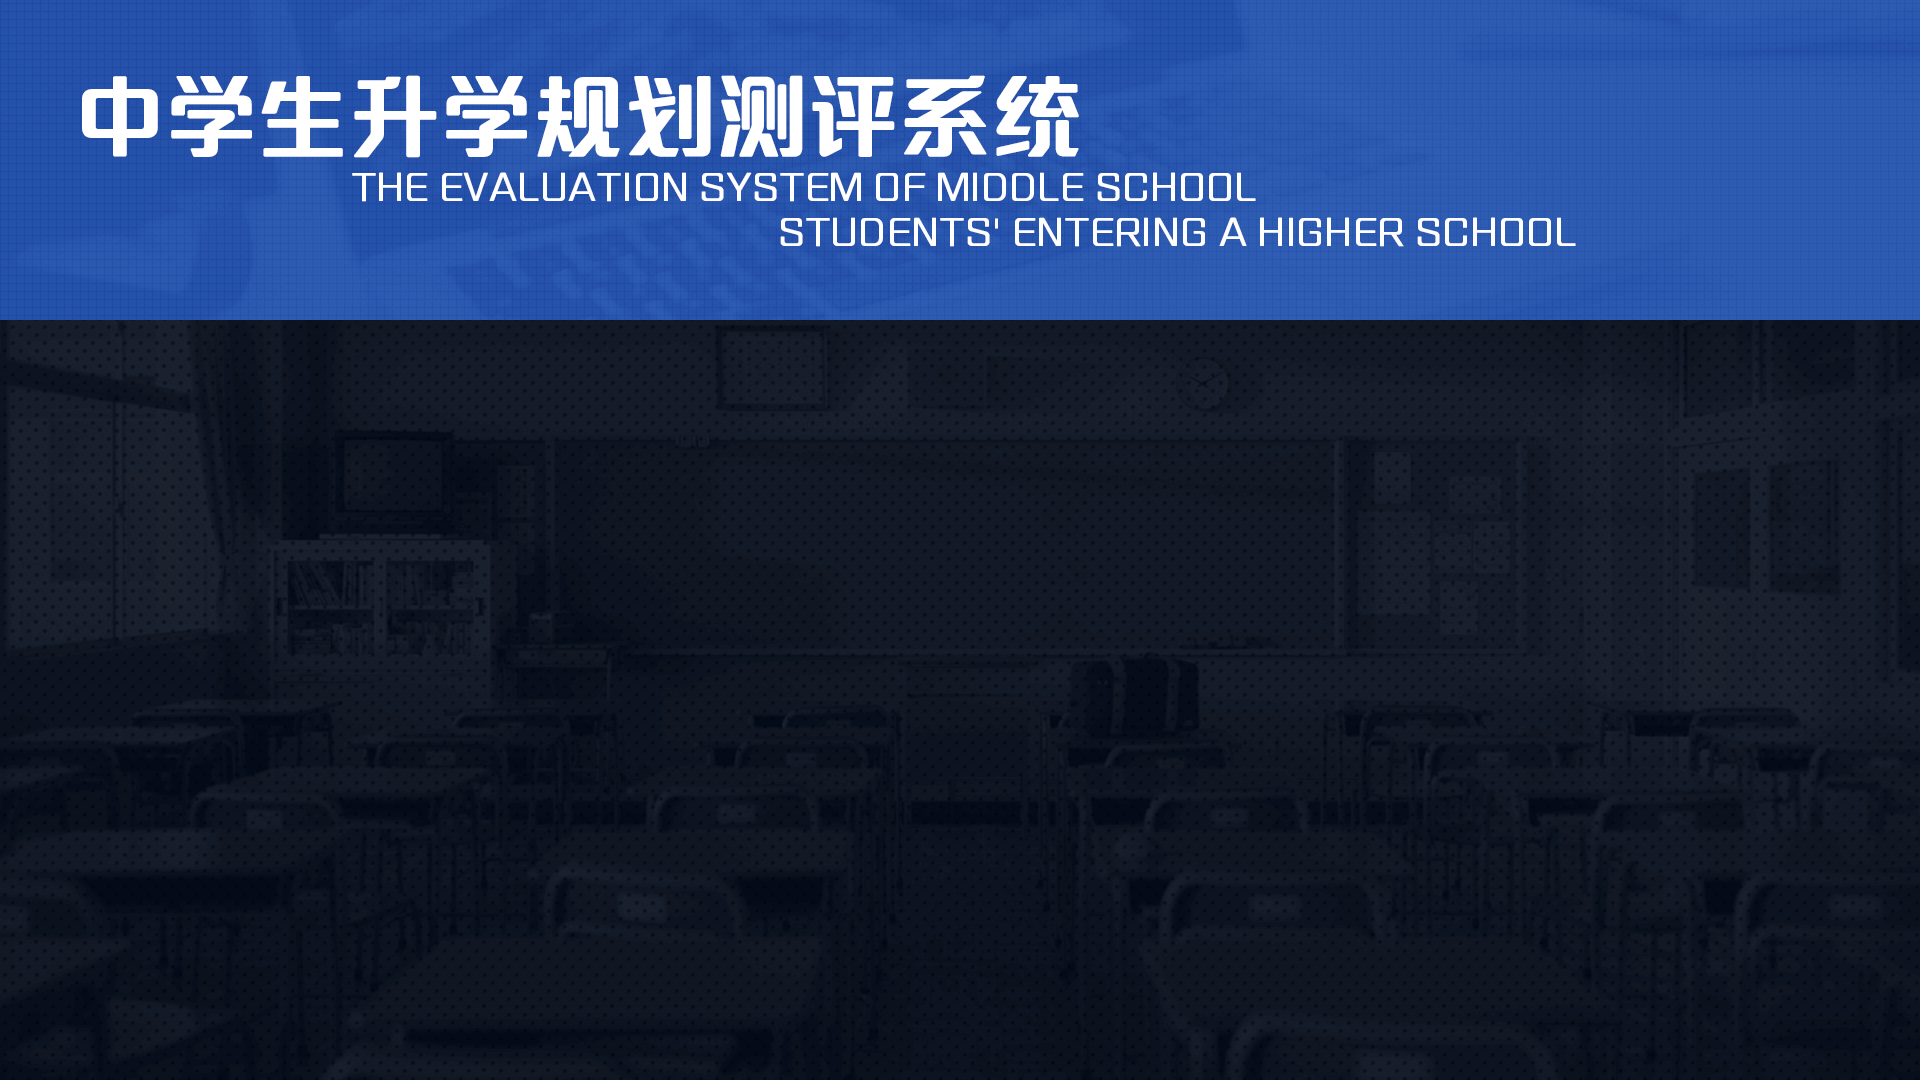 中学生升学规划测评系统
THE EVALUATION SYSTEM OF MIDDLE SCHOOL
STUDENTS' ENTERING A HIGHER SCHOOL